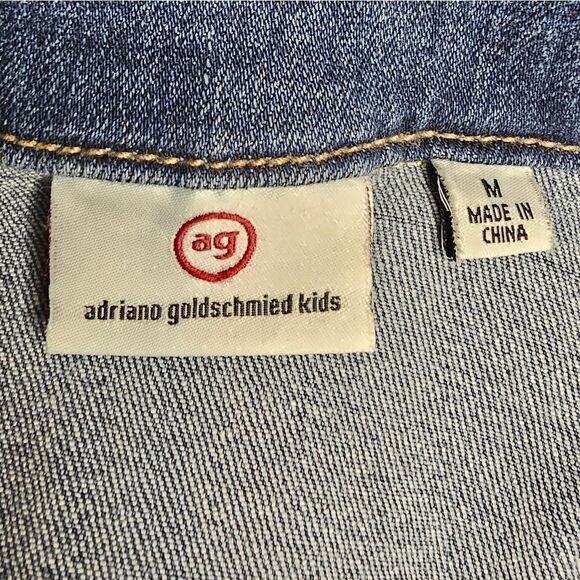 ag
adriano goldschmied kids
M
MADE IN
CHINA